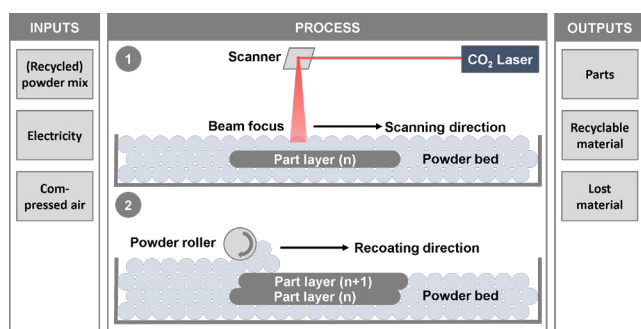 INPUTS
(Recycled)
powder mix
Electricity
Com-
pressed air
PROCESS
1
Scanner
CO₂ Laser
Beam focus
Scanning direction
Part layer (n)
Powder bed
2
Powder roller
Recoating direction
Part layer (n+1)
Part layer (n)
Powder bed
OUTPUTS
Parts
Recyclable
material
Lost
material